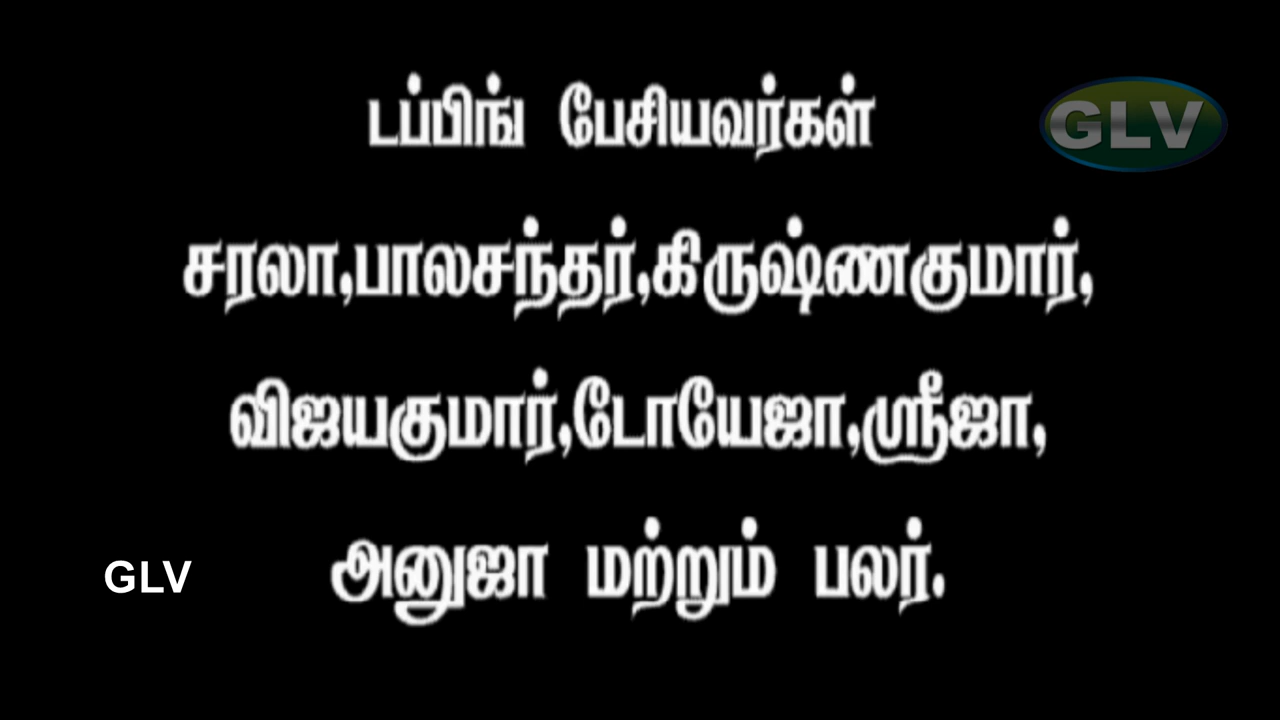 டப்பிங் பேசியவர்கள்
GLV
சரலா,பாலசந்தர்,கிருஷ்ணகுமார்,
விஜயகுமார்,டோயேஜா,ஸ்ரீஜா,
அனுஜா மற்றும் பலர்.
GLV